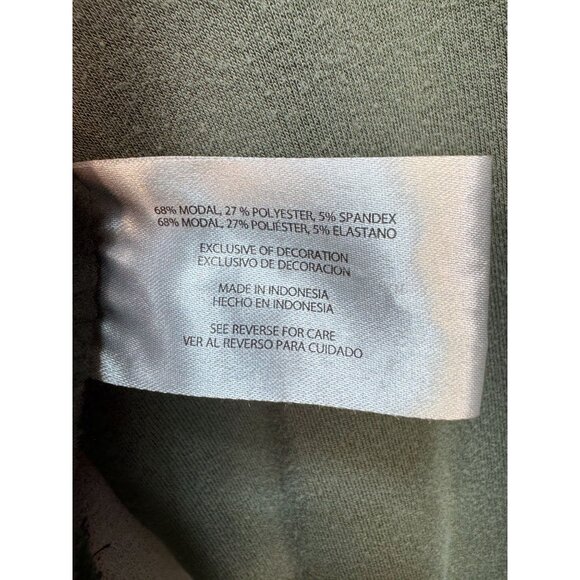 68% MODAL, 27 % POLYESTER, 5% SPANDEX
68% MODAL, 27% POLIÉSTER, 5% ELASTANO
EXCLUSIVE OF DECORATION
EXCLUSIVO DE DECORACION
MADE IN INDONESIA
HECHO EN INDONESIA
SEE REVERSE FOR CARE
VER AL REVERSO PARA CUIDADO